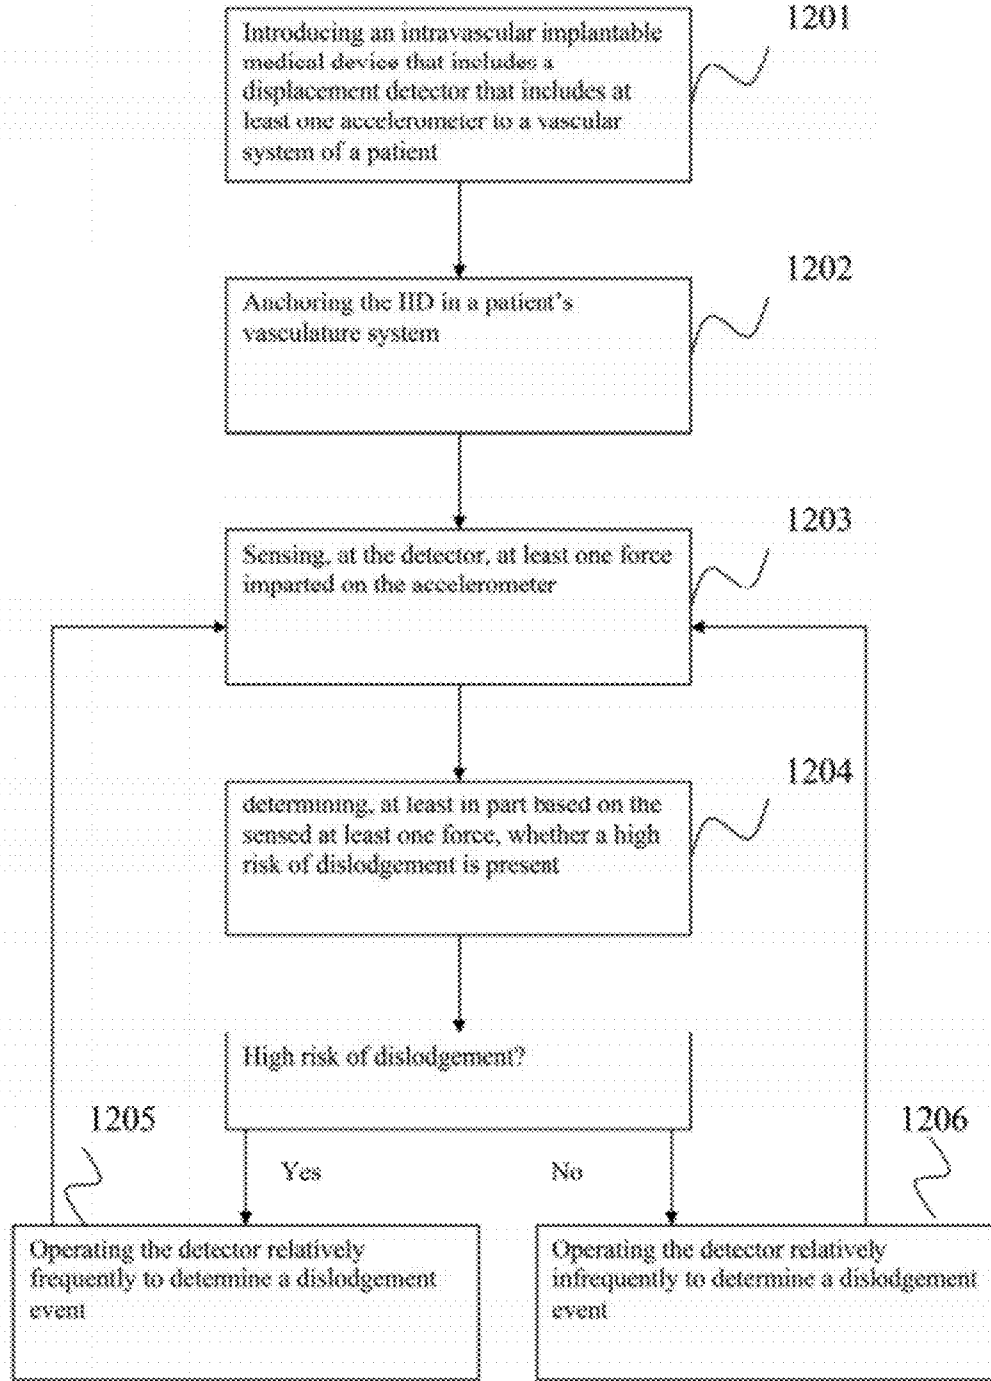 1201
Introducing an intravascular implantable
medical device that includes a
displacement detector that includes at
least one accelerometer to a vascular
system of a patient
1202
Anchoring the IID in a patient's
vasculature system
1203
Sensing, at the detector, at least one force
imparted on the accelerometer
1204
determining, at least in part based on the
sensed at least one force, whether a high
risk of dislodgement is present
High risk of dislodgement?
1205
1206
Yes
No
Operating the detector relatively
frequently to determine a dislodgement
event
Operating the detector relatively
infrequently to determine a dislodgement
event